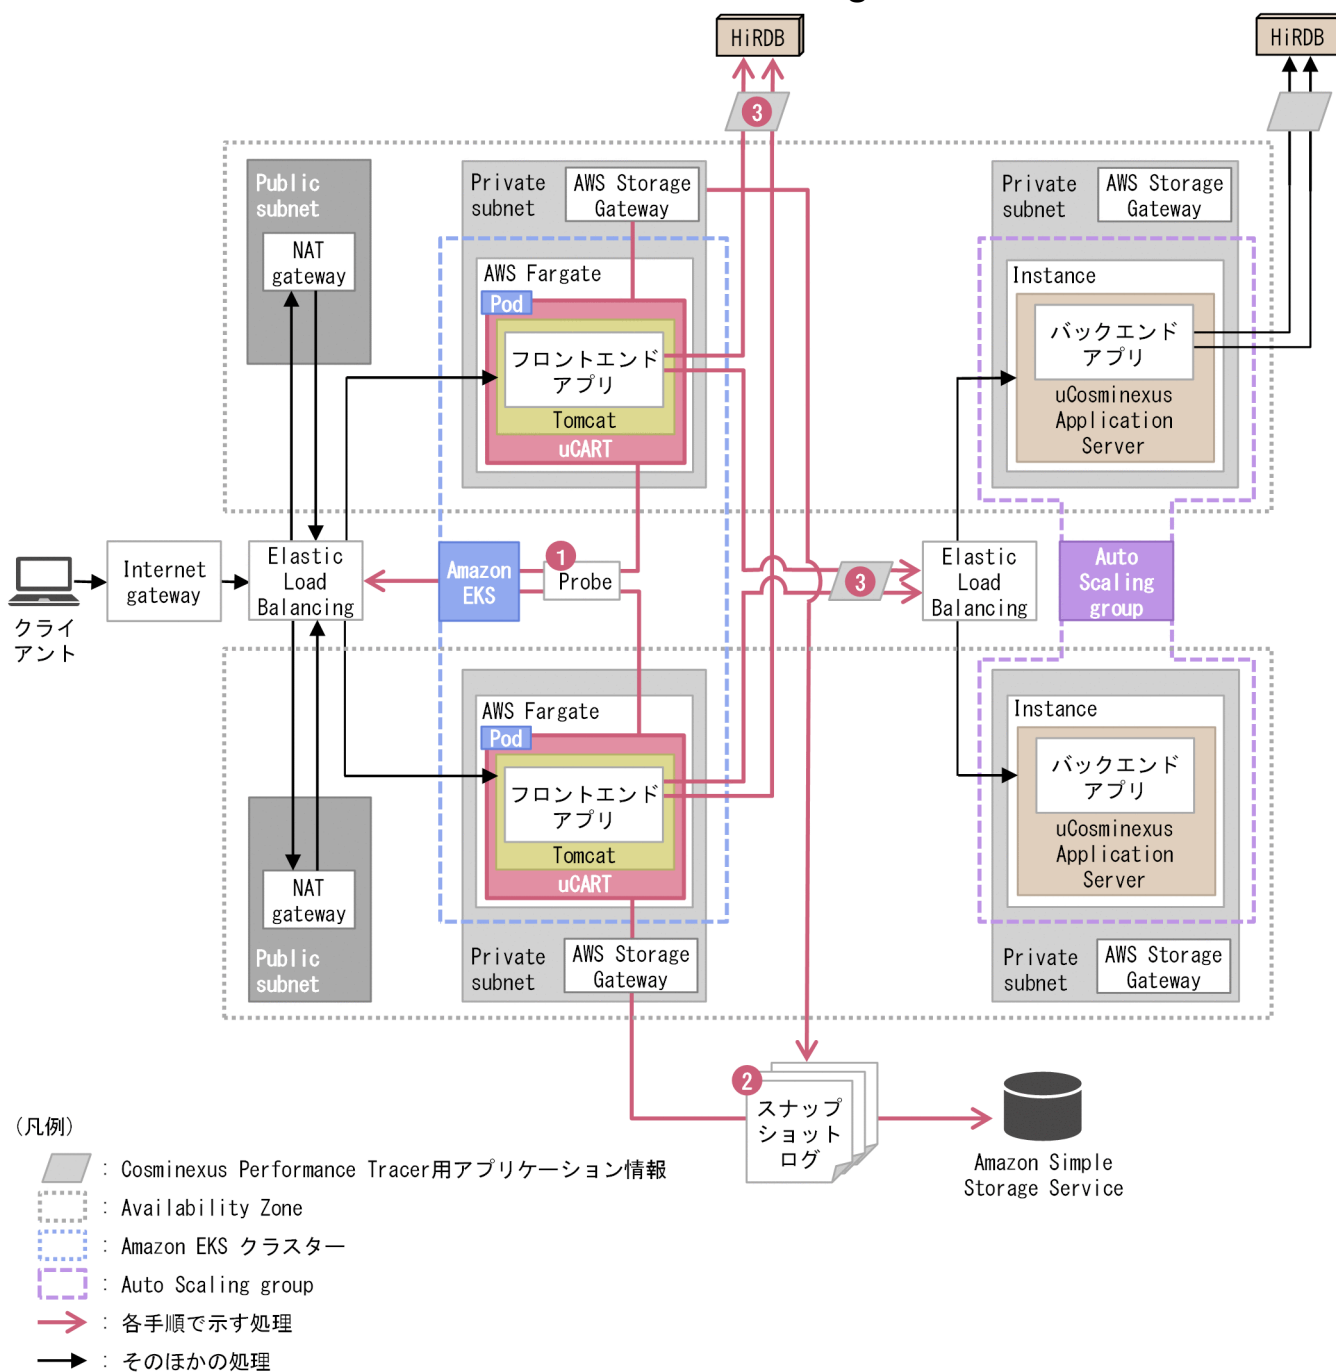 HiRDB
HiRDB
3
Public
subnet
NAT
gateway
Private
subnet
AWS Storage
Gateway
AWS Fargate
Pod
フロントエンド
アプリ
Tomcat
uCART
Private
subnet
AWS Storage
Gateway
Instance
バックエンド
アプリ
uCosminexus
Application
Server
クライ
アント
Internet
gateway
Elastic
Load
Balancing
Amazon
EKS
1
Probe
3
Elastic
Load
Balancing
Auto
Scaling
group
AWS Fargate
Pod
フロントエンド
アプリ
Tomcat
uCART
Private
subnet
AWS Storage
Gateway
NAT
gateway
Public
subnet
Instance
バックエンド
アプリ
uCosminexus
Application
Server
Private
subnet
AWS Storage
Gateway
2
スナップ
ショット
ログ
Amazon Simple
Storage Service
(凡例)
: Cosminexus Performance Tracer用アプリケーション情報
: Availability Zone
: Amazon EKS クラスター
: Auto Scaling group
: 各手順で示す処理
: そのほかの処理